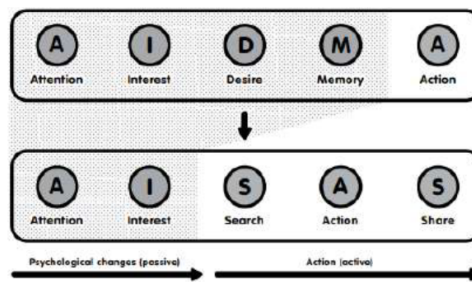 A I D M A
Attention Interest Desire Memory Action
A I S A S
Attention Interest Search Action Share
Psychological changes (passive) Action (active)